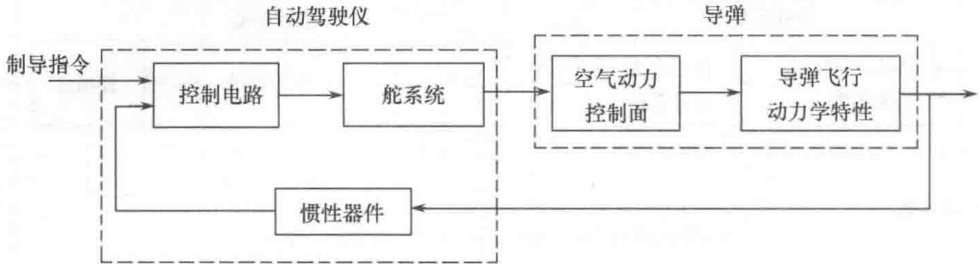 自动驾驶仪
导弹
制导指令
控制电路
舵系统
空气动力
控制面
导弹飞行
动力学特性
惯性器件